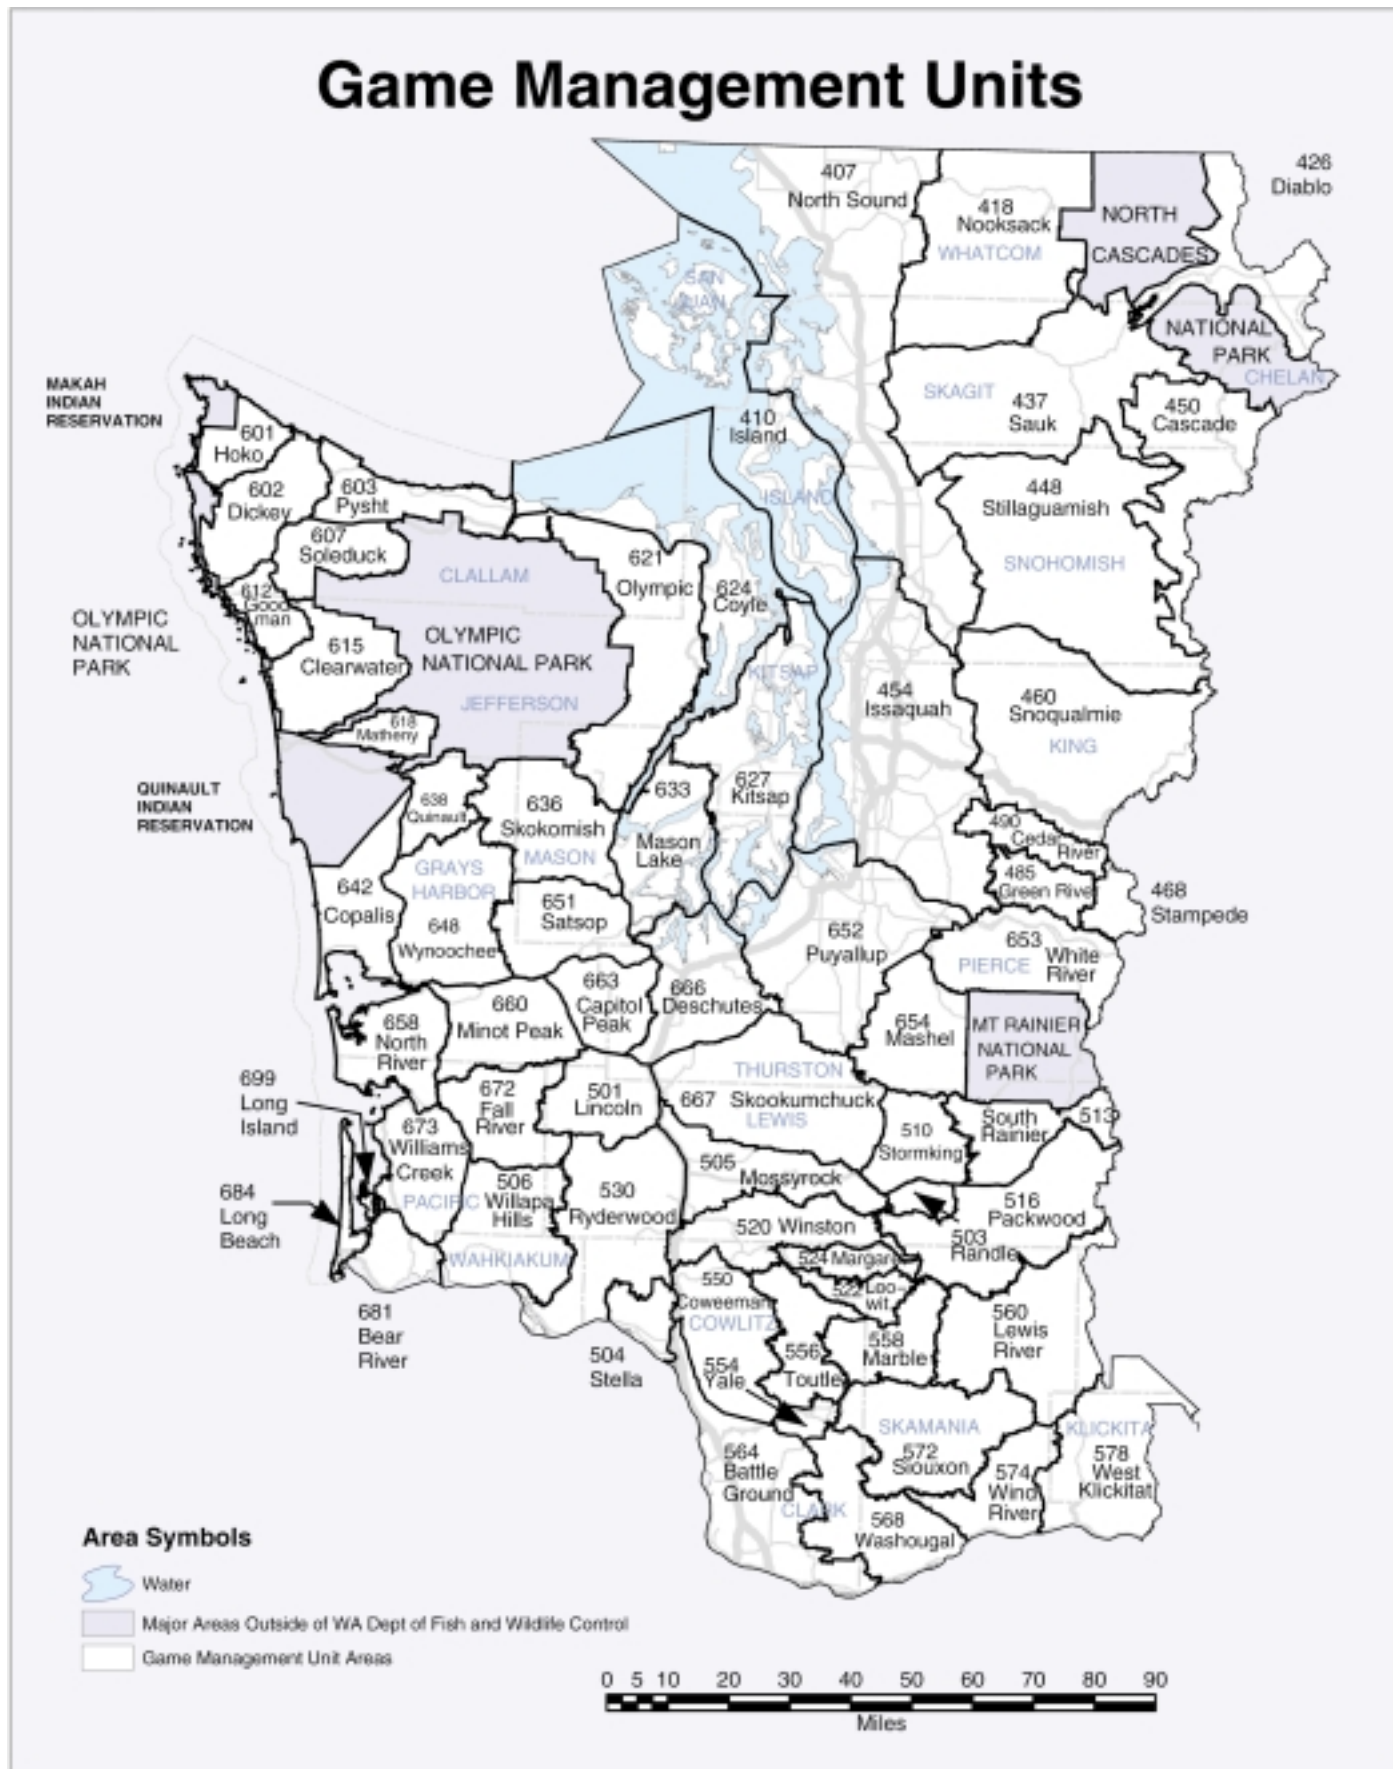 Game Management Units
407
North Sound
426
Diablo
418
Nooksack
WHATCOM
NORTH
CASCADES
NATIONAL
PARK
CHELAN
SAN
JUAN
SKAGIT
437
Sauk
450
Cascade
MAKAH
INDIAN
RESERVATION
410
Island
ISLAND
601
Hoko
602
Dickey
603
Pysht
607
Soleduck
448
Stillaguamish
SNOHOMISH
621
Olympic
624
Coyle
CLALLAM
612
Good
man
OLYMPIC
NATIONAL
PARK
615
Clearwater
OLYMPIC
NATIONAL PARK
JEFFERSON
KITSAP
454
Issaquah
460
Snoqualmie
KING
618
Matheny
QUINAULT
INDIAN
RESERVATION
638
Quinault
636
Skokomish
MASON
633
Mason
Lake
627
Kitsap
490
Cedar
River
485
Green River
468
Stampede
GRAYS
HARBOR
642
Copalis
648
Wynoochee
651
Satsop
652
Puyallup
653
White
River
PIERCE
663
Capitol
Peak
666
Deschutes
660
Minot Peak
658
North
River
654
Mashel
MT RAINIER
NATIONAL
PARK
THURSTON
667 Skookumchuck
LEWIS
699
Long
Island
672
Fall
River
501
Lincoln
673
Williams
Creek
510
Stormking
South
Rainier
513
505
Mossyrock
684
Long
Beach
PACIFIC
506
Willapa
Hills
530
Ryderwood
516
Packwood
520 Winston
503
Randle
WAHKIAKUM
524 Margaret
522 Loo-
wit
550
Coweeman
COWLITZ
681
Bear
River
504
Stella
560
Lewis
River
558
Marble
556
Toutle
554
Yale
SKAMANIA
572
Siouxon
KLICKITA
578
West
Klickitat
574
Wind
River
564
Battle
Ground
CLARK
568
Washougal
Area Symbols
Water
Major Areas Outside of WA Dept of Fish and Wildlife Control
Game Management Unit Areas
0 5 10 20 30 40 50 60 70 80 90
Miles